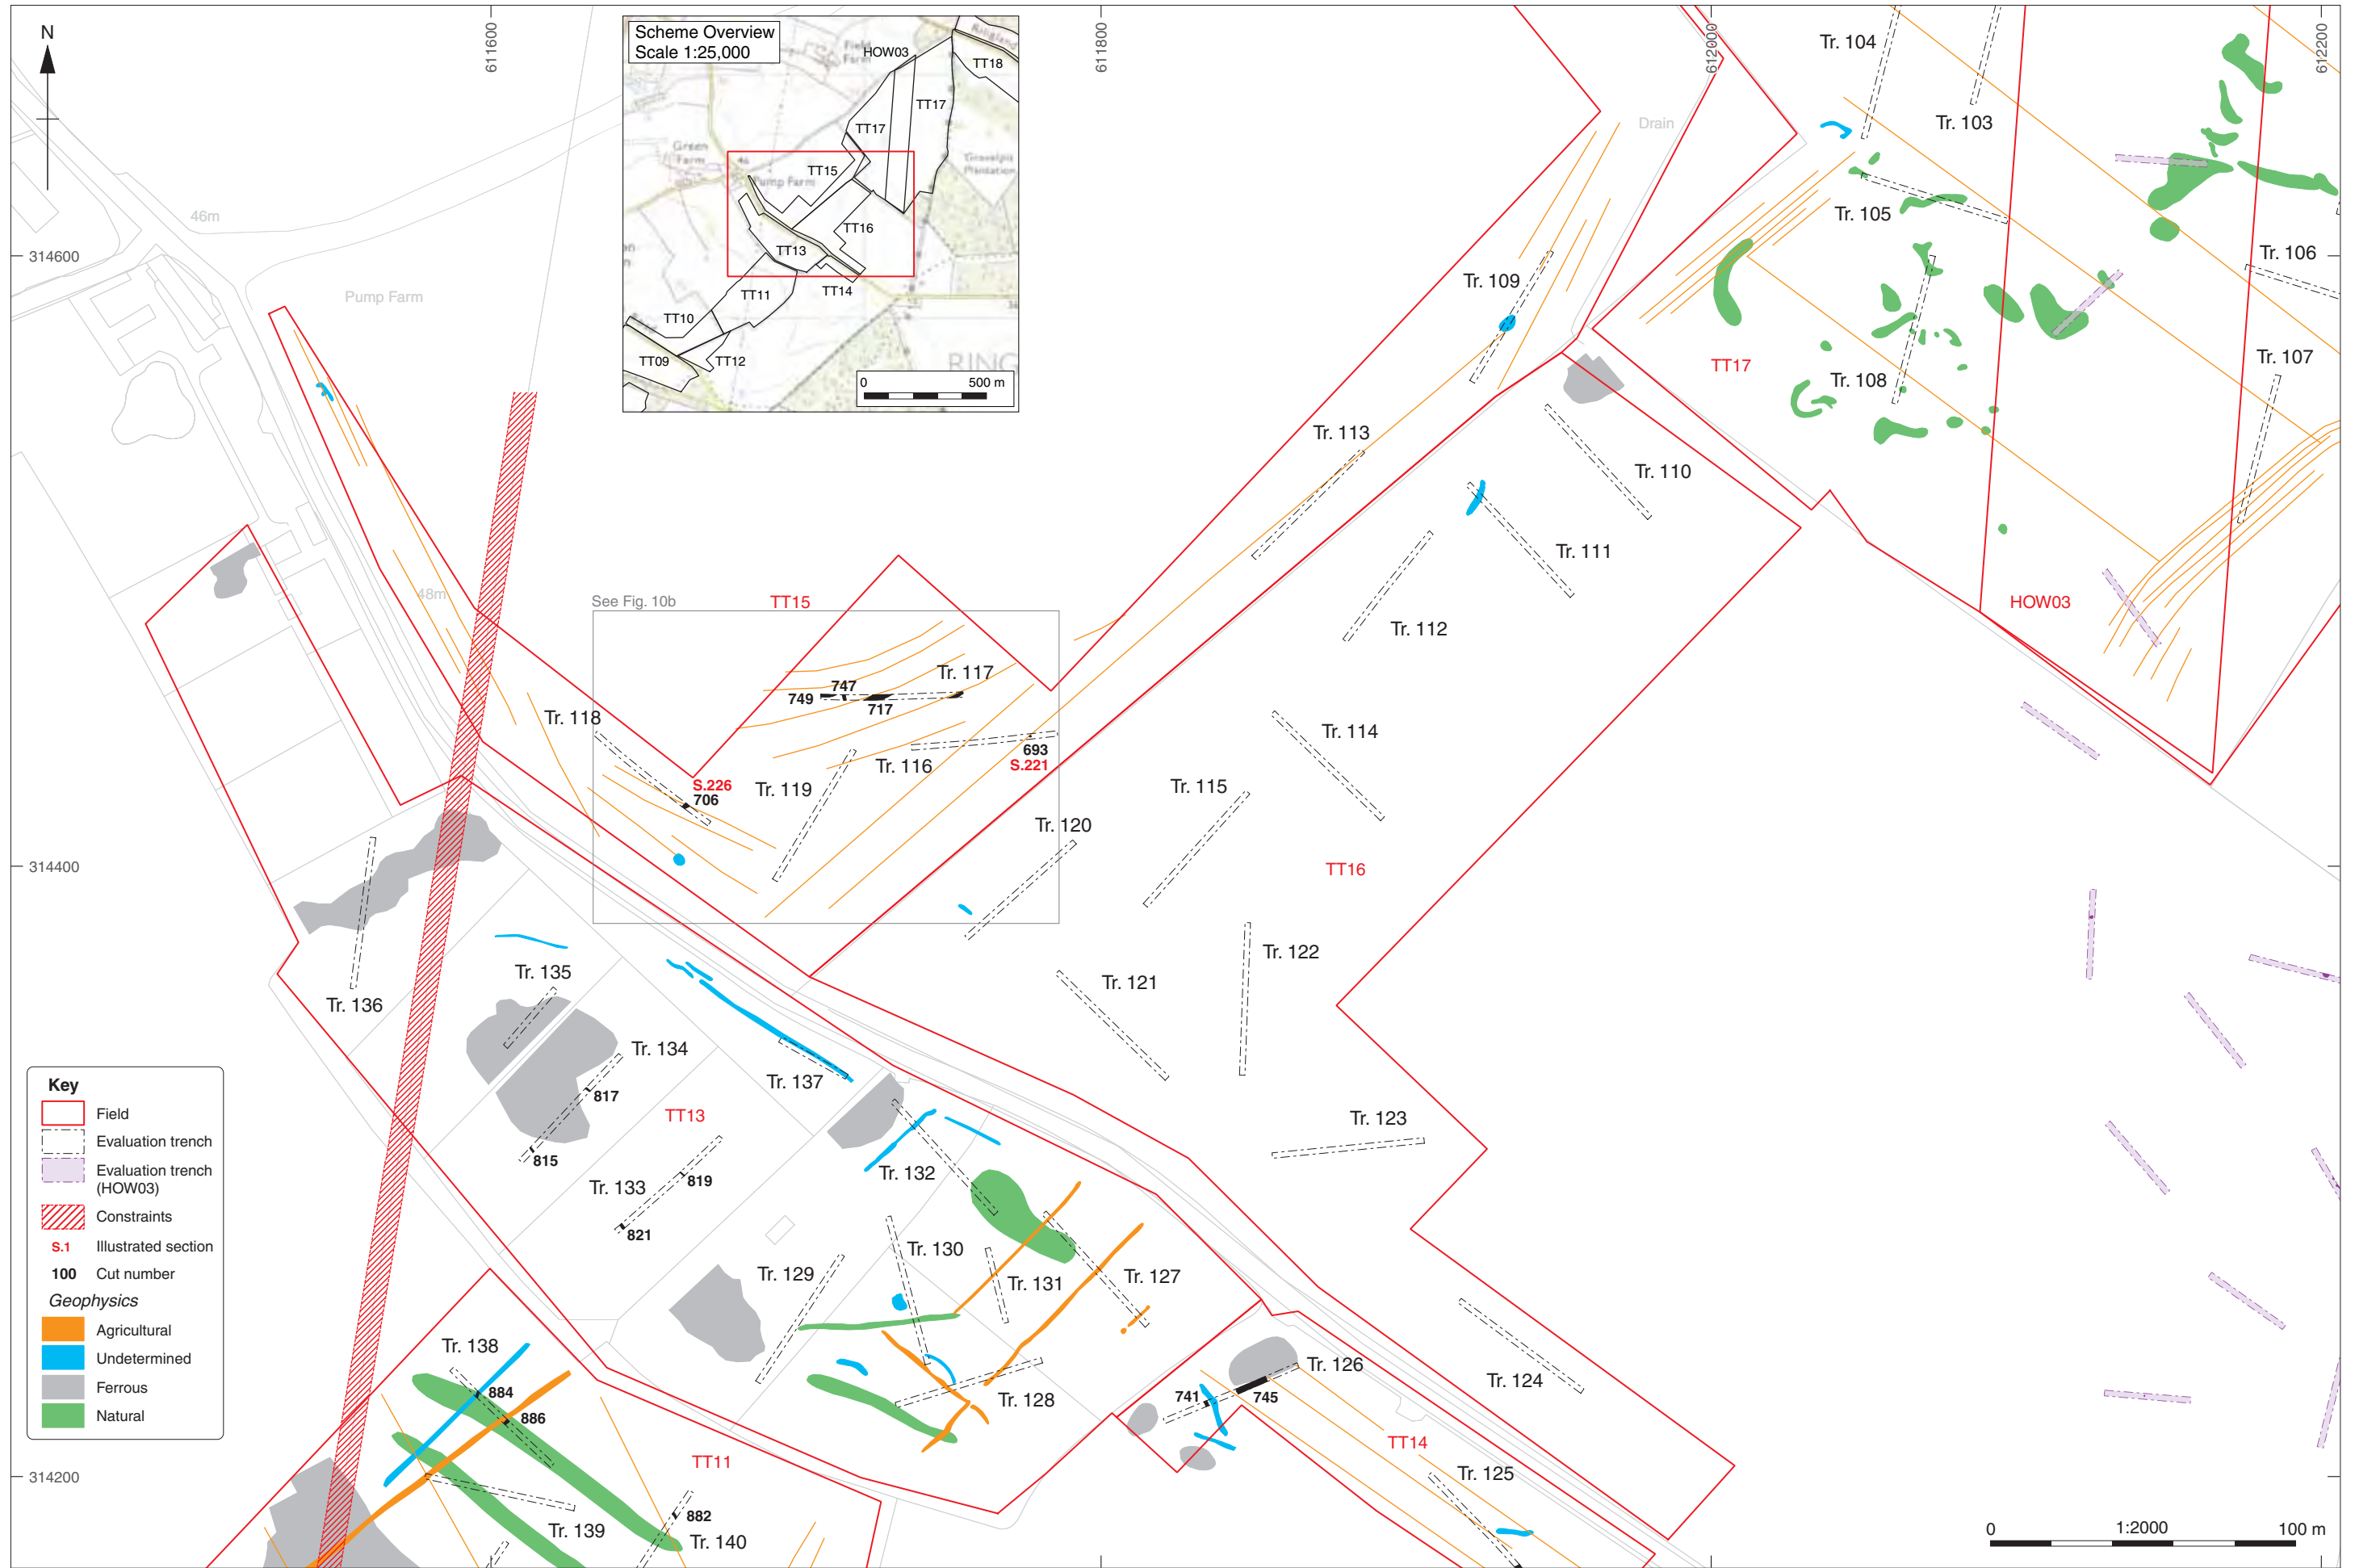 N
611600
611800
612000
612200
314600
314400
314200
Scheme Overview
Scale 1:25,000
HOW03
TT18
TT17
TT17
TT15
TT16
TT13
TT14
TT11
TT10
TT12
TT09
Green
Farm
Pump Farm
Gravelpit
Plantation
Ringland
RING
0
500 m
46m
Pump Farm
48m
Drain
See Fig. 10b
TT15
Tr. 104
Tr. 103
Tr. 105
Tr. 106
Tr. 107
Tr. 108
TT17
HOW03
Tr. 109
Tr. 113
Tr. 110
Tr. 111
Tr. 112
Tr. 117
747
749
717
Tr. 118
Tr. 116
693
S.221
S.226
706
Tr. 119
Tr. 114
Tr. 115
Tr. 120
TT16
Tr. 122
Tr. 121
Tr. 123
Tr. 136
Tr. 135
Tr. 134
817
815
Tr. 137
TT13
Tr. 133
819
821
Tr. 132
Tr. 130
Tr. 129
Tr. 131
Tr. 127
Tr. 128
Tr. 126
741
745
Tr. 124
TT14
Tr. 125
Tr. 138
884
886
TT11
Tr. 139
882
Tr. 140
Key
Field
Evaluation trench
Evaluation trench
(HOW03)
Constraints
S.1 Illustrated section
100 Cut number
Geophysics
Agricultural
Undetermined
Ferrous
Natural
0
1:2000
100 m